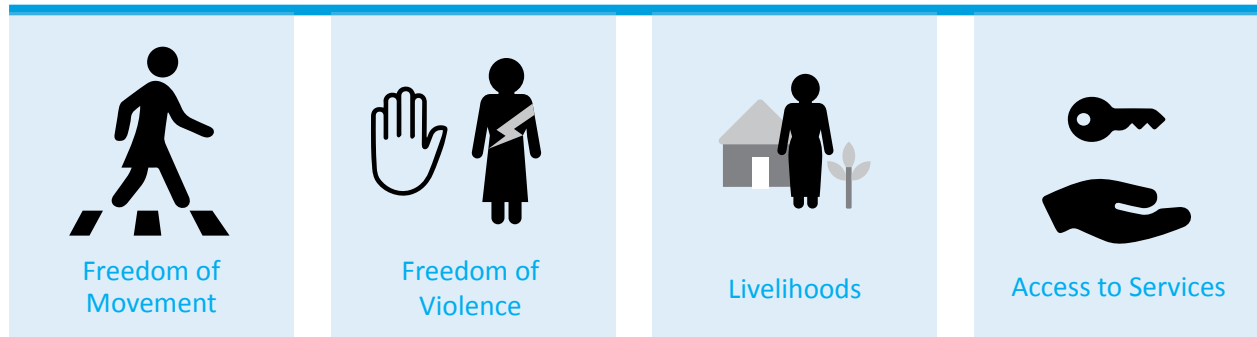 Freedom of
Movement
Freedom of
Violence
Livelihoods
Access to Services